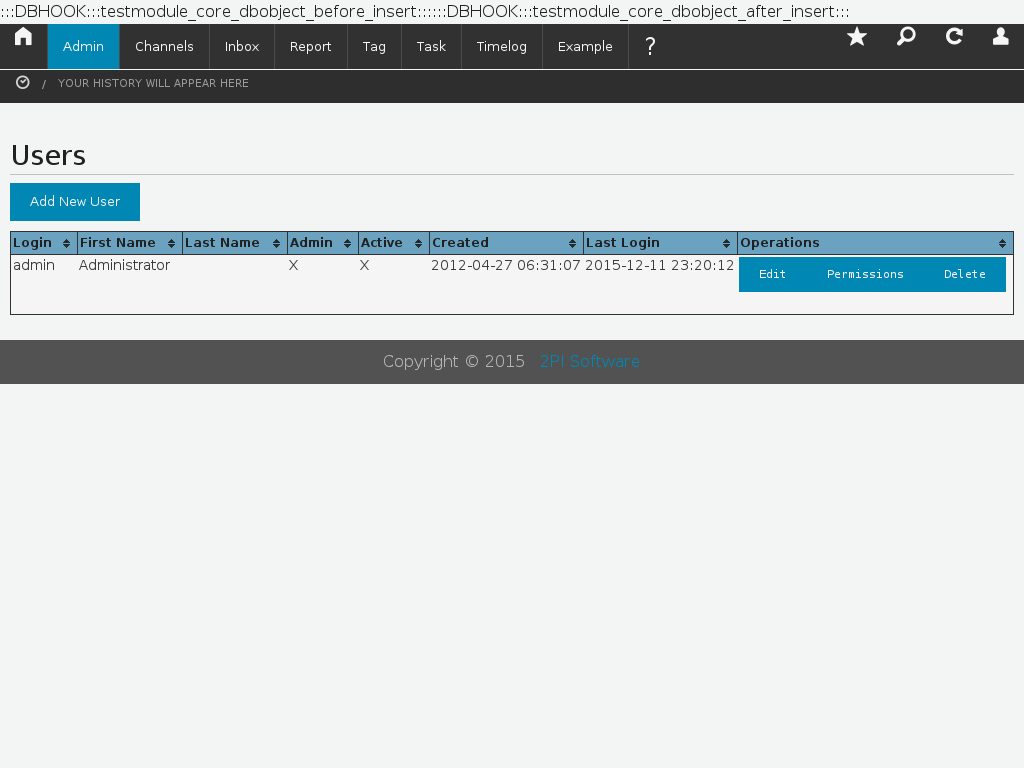 :::DBHOOK:::testmodule_core_dbobject_before_insert::::::DBHOOK:::testmodule_core_dbobject_after_insert:::
Admin Channels Inbox Report Tag Task Timelog Example ?
/ YOUR HISTORY WILL APPEAR HERE
Users
Add New User
Login First Name Last Name Admin Active Created Last Login Operations
admin Administrator X X 2012-04-27 06:31:07 2015-12-11 23:20:12 Edit Permissions Delete
Copyright © 2015 2PI Software